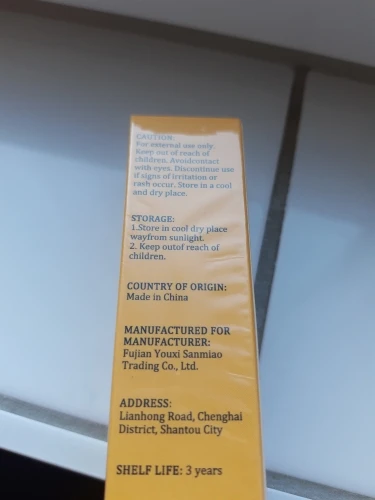 CAUTION:
For external use only.
Keep out of reach of
children. Avoidcontact
with eyes. Discontinue use
if signs of irritation or
rash occur. Store in a cool
and dry place.
STORAGE:
1.Store in cool dry place
wayfrom sunlight.
2. Keep outof reach of
children.
COUNTRY OF ORIGIN:
Made in China
MANUFACTURED FOR
MANUFACTURER:
Fujian Youxi Sanmiao
Trading Co., Ltd.
ADDRESS:
Lianhong Road, Chenghai
District, Shantou City
SHELF LIFE: 3 years